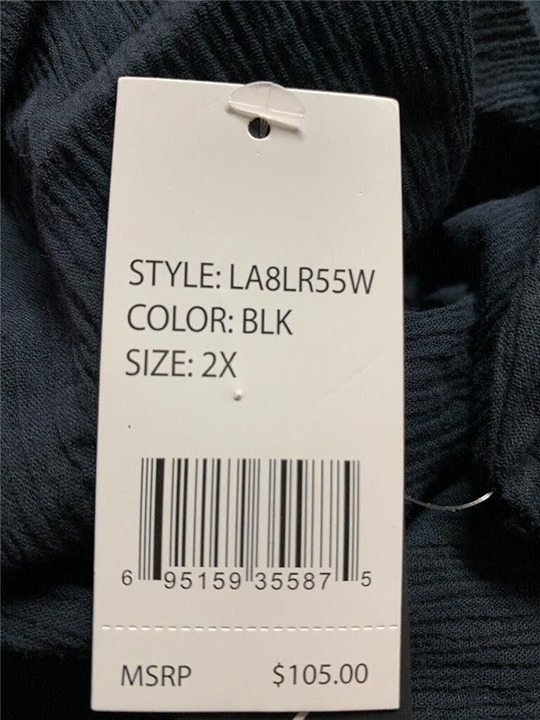 STYLE: LA8LR55W
COLOR: BLK
SIZE: 2X
6 95159 35587 5
MSRP $105.00